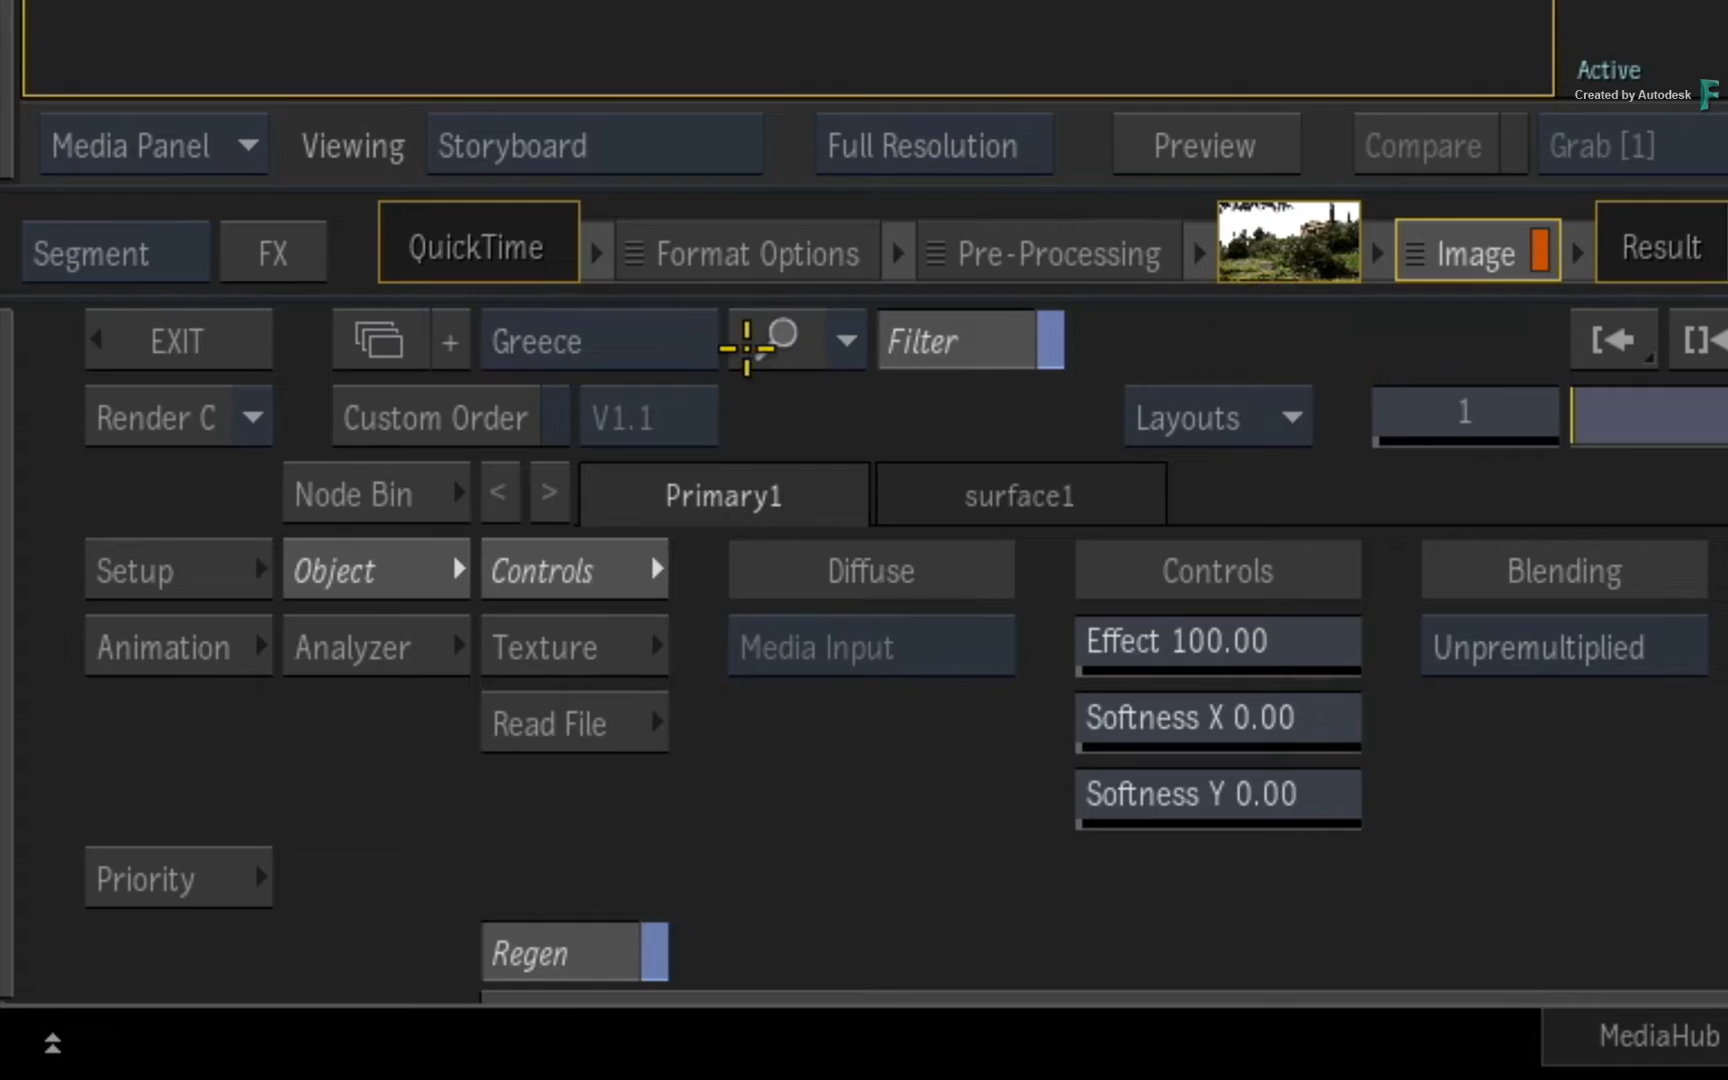 Active
Created by Autodesk
Media Panel Viewing Storyboard Full Resolution Preview Compare Grab [1]
Segment FX QuickTime Format Options Pre-Processing Image Result
EXIT + Greece Filter
Render C Custom Order V1.1 Layouts 1
Node Bin < > Primary1 surface1
Setup Object Controls Diffuse Controls Blending
Animation Analyzer Texture Media Input Effect 100.00 Unpremultiplied
Read File Softness X 0.00
Softness Y 0.00
Priority
Regen
MediaHub